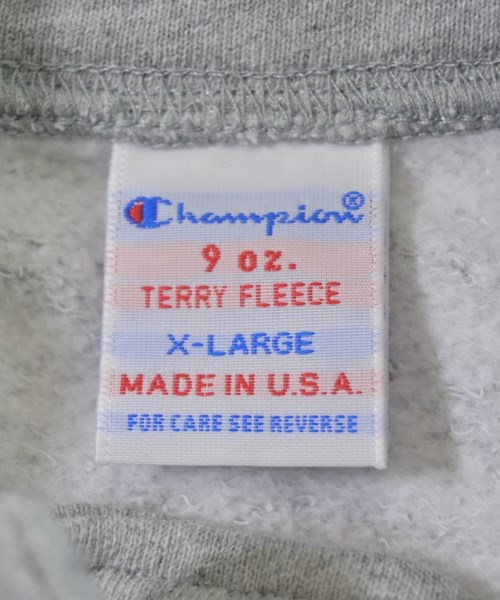 Champion®
9 oz.
TERRY FLEECE
X-LARGE
MADE IN U.S.A.
FOR CARE SEE REVERSE